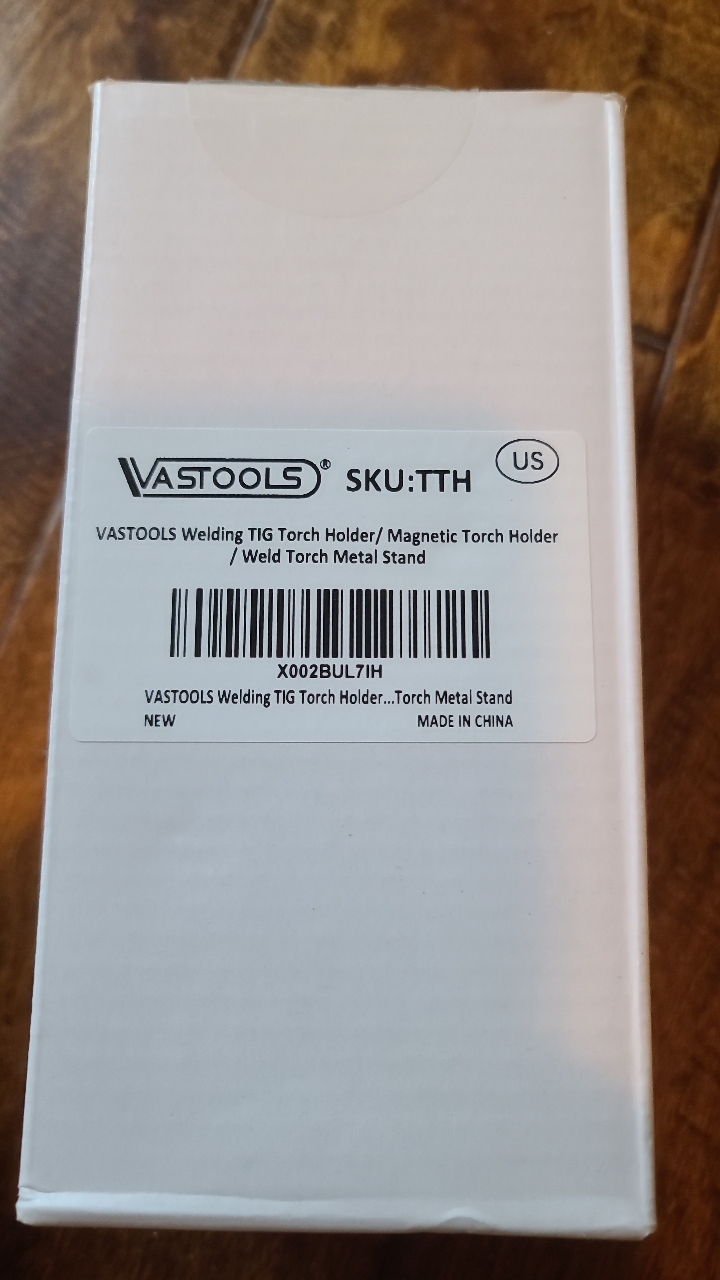 VASTOOLS® SKU:TTH US
VASTOOLS Welding TIG Torch Holder/ Magnetic Torch Holder
/ Weld Torch Metal Stand
X002BUL7IH
VASTOOLS Welding TIG Torch Holder...Torch Metal Stand
NEW MADE IN CHINA